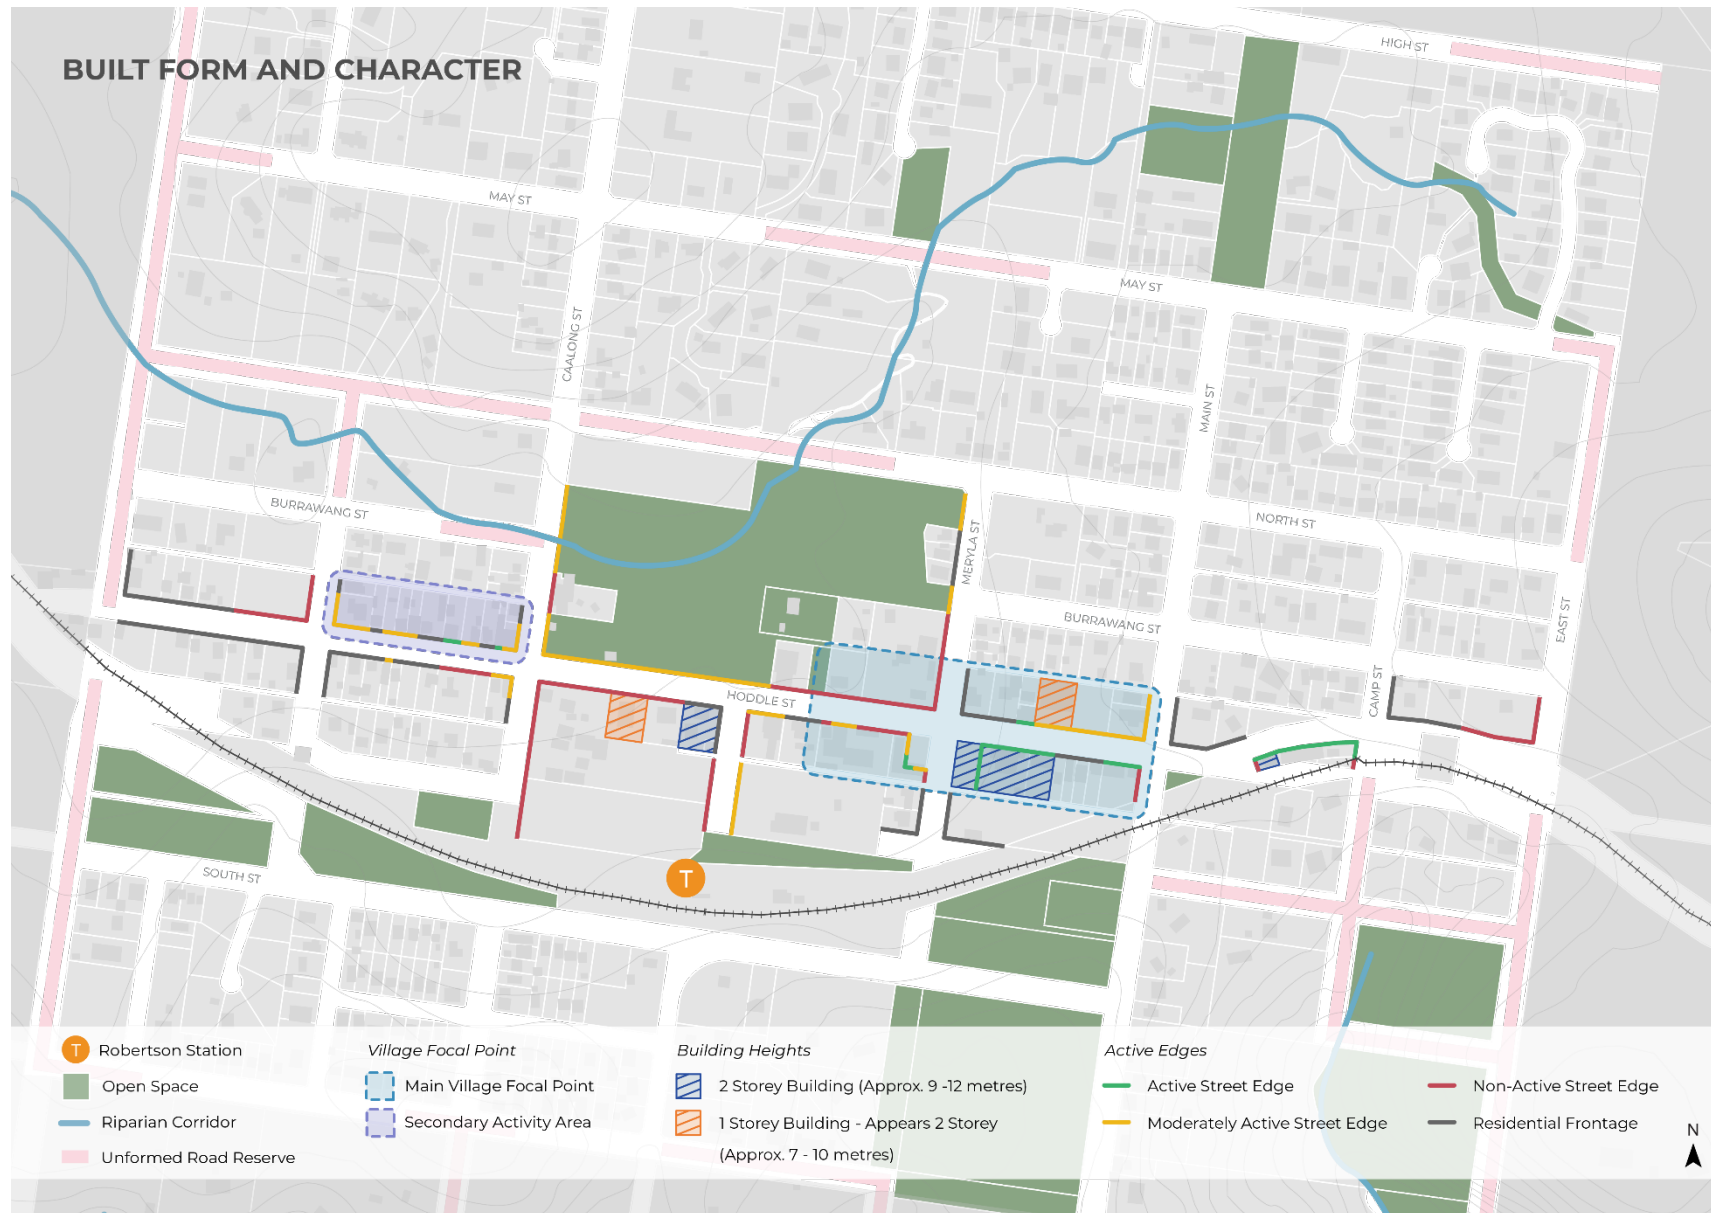 BUILT FORM AND CHARACTER
HIGH ST
MAY ST
MAY ST
CAALONG ST
MAIN ST
BURRAWANG ST
NORTH ST
MERYLA ST
BURRAWANG ST
EAST ST
CAMP ST
HODDLE ST
T
SOUTH ST
T Robertson Station
Open Space
Riparian Corridor
Unformed Road Reserve
Village Focal Point
Main Village Focal Point
Secondary Activity Area
Building Heights
2 Storey Building (Approx. 9 -12 metres)
1 Storey Building - Appears 2 Storey
(Approx. 7 - 10 metres)
Active Edges
Active Street Edge
Moderately Active Street Edge
Non-Active Street Edge
Residential Frontage
N